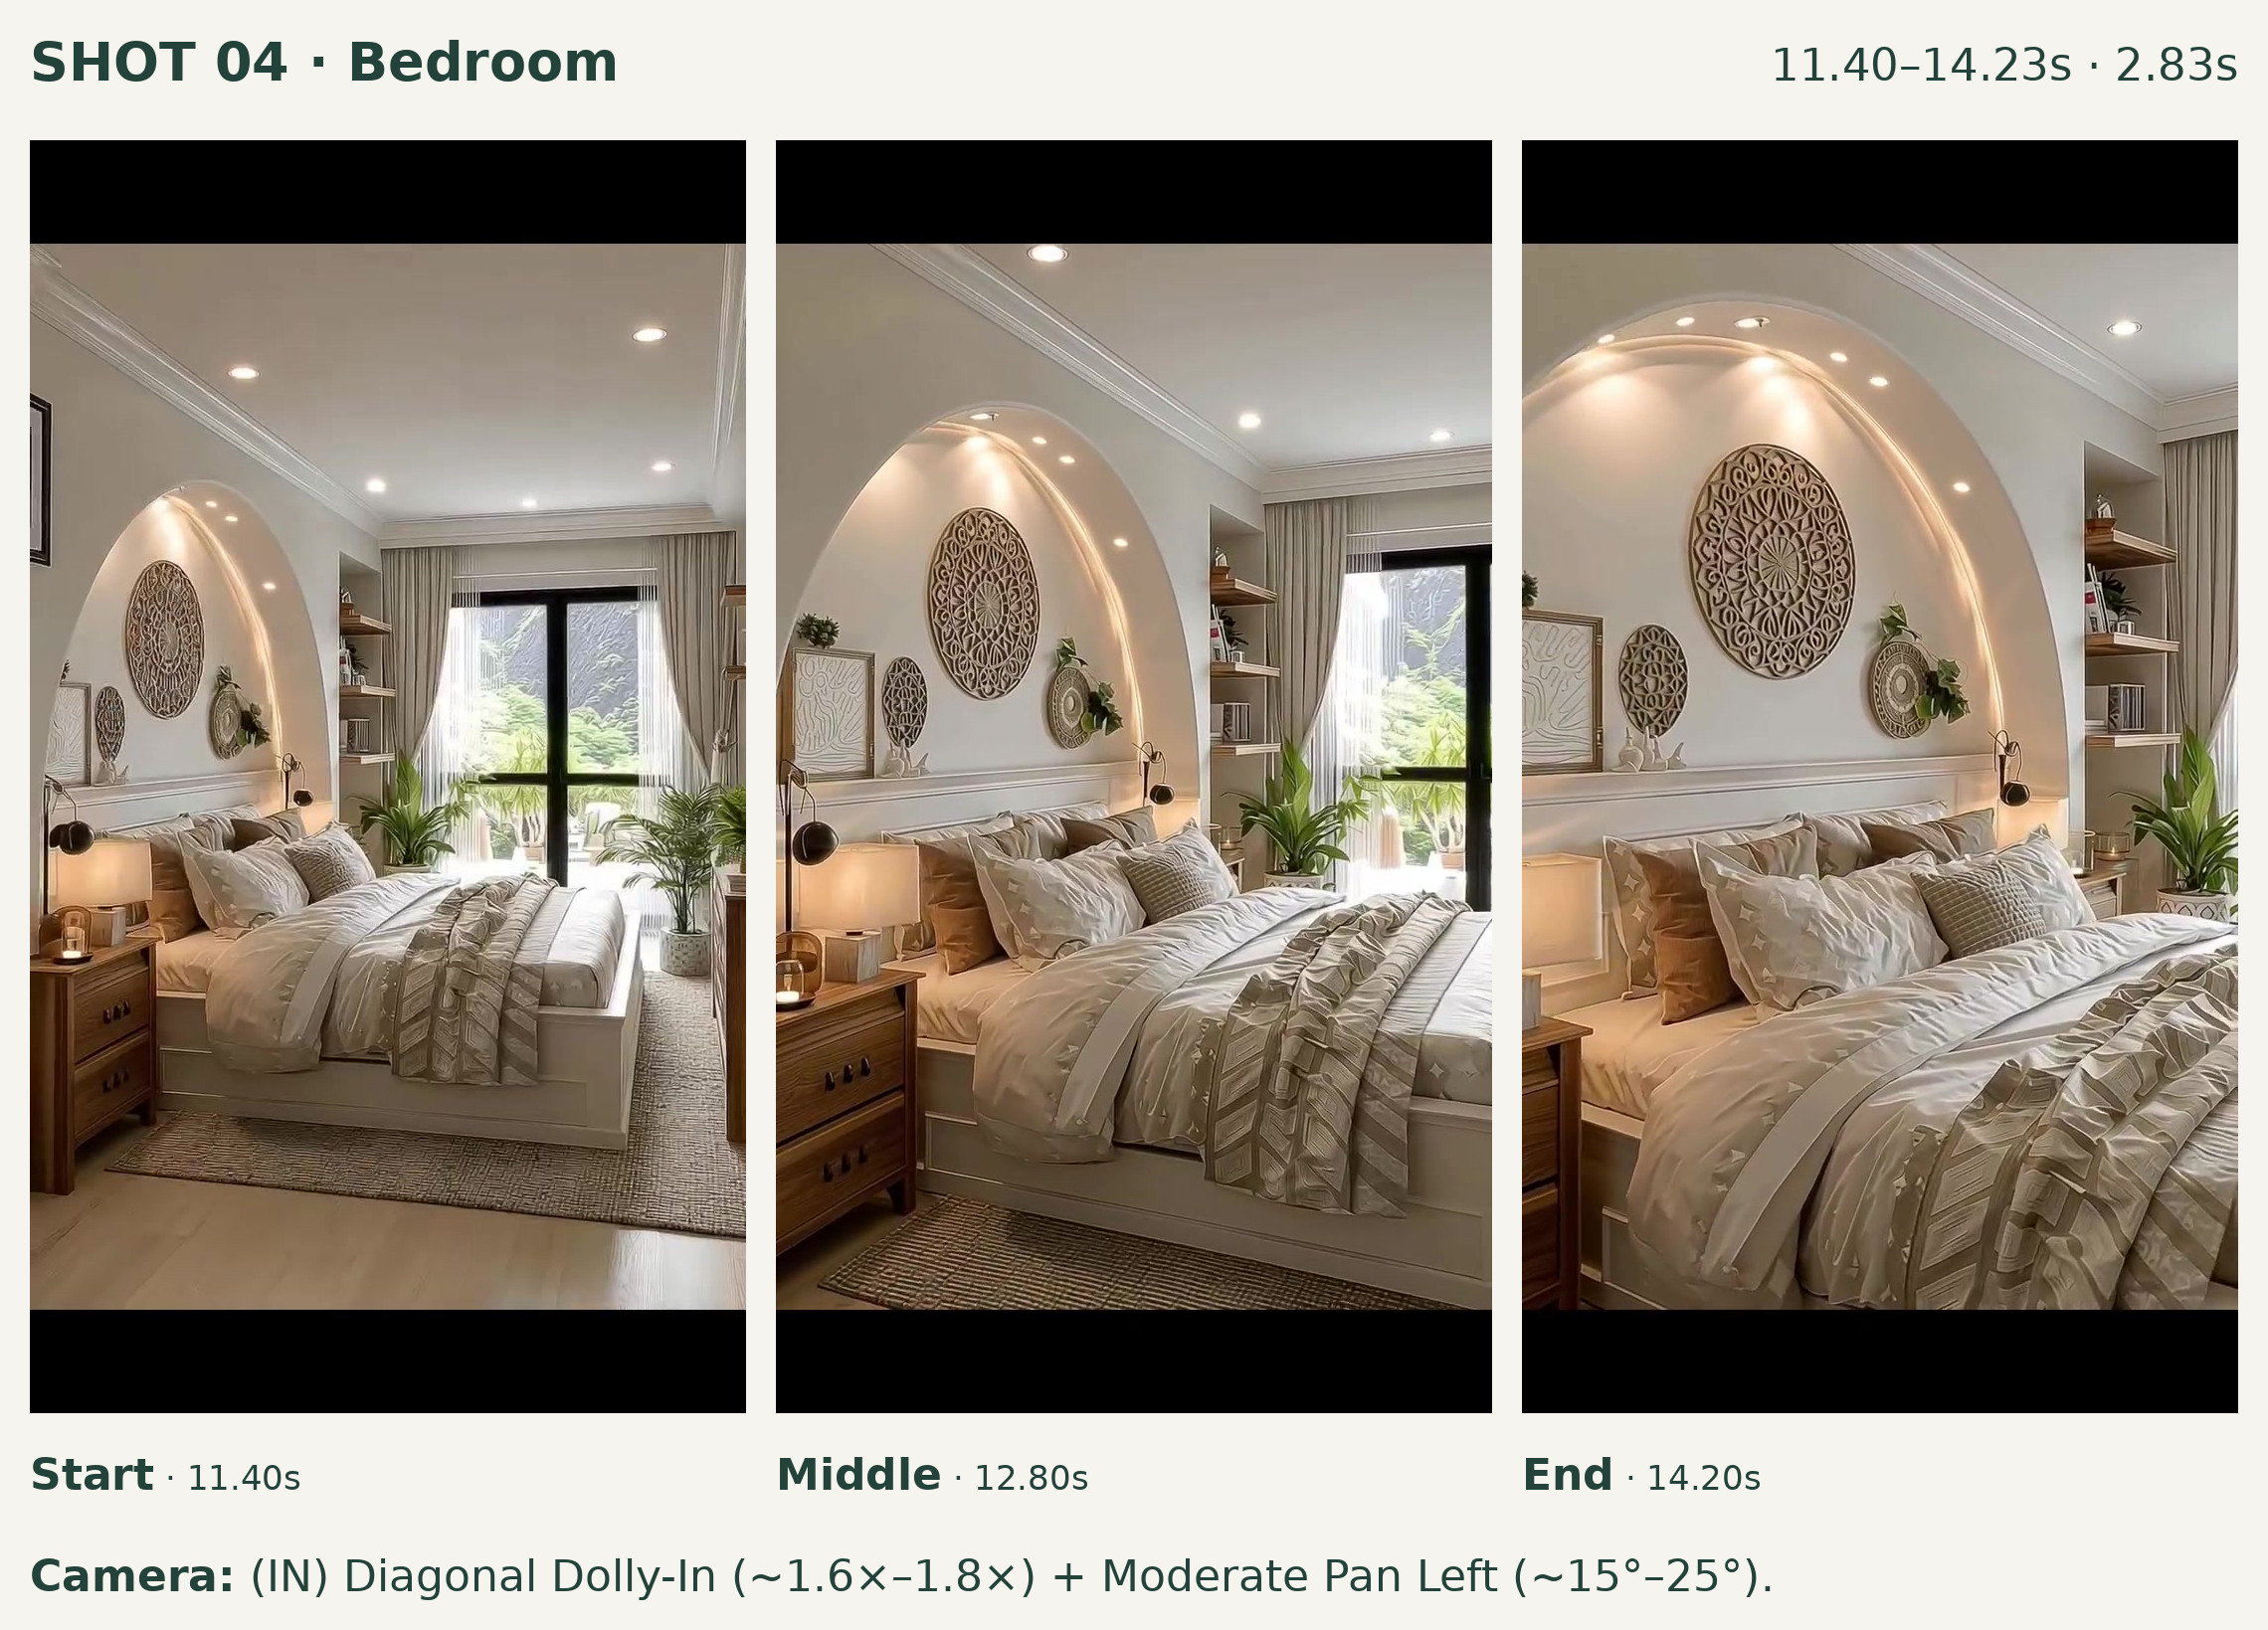 SHOT 04 · Bedroom
11.40–14.23s · 2.83s
Start · 11.40s
Middle · 12.80s
End · 14.20s
Camera: (IN) Diagonal Dolly-In (~1.6×–1.8×) + Moderate Pan Left (~15°–25°).